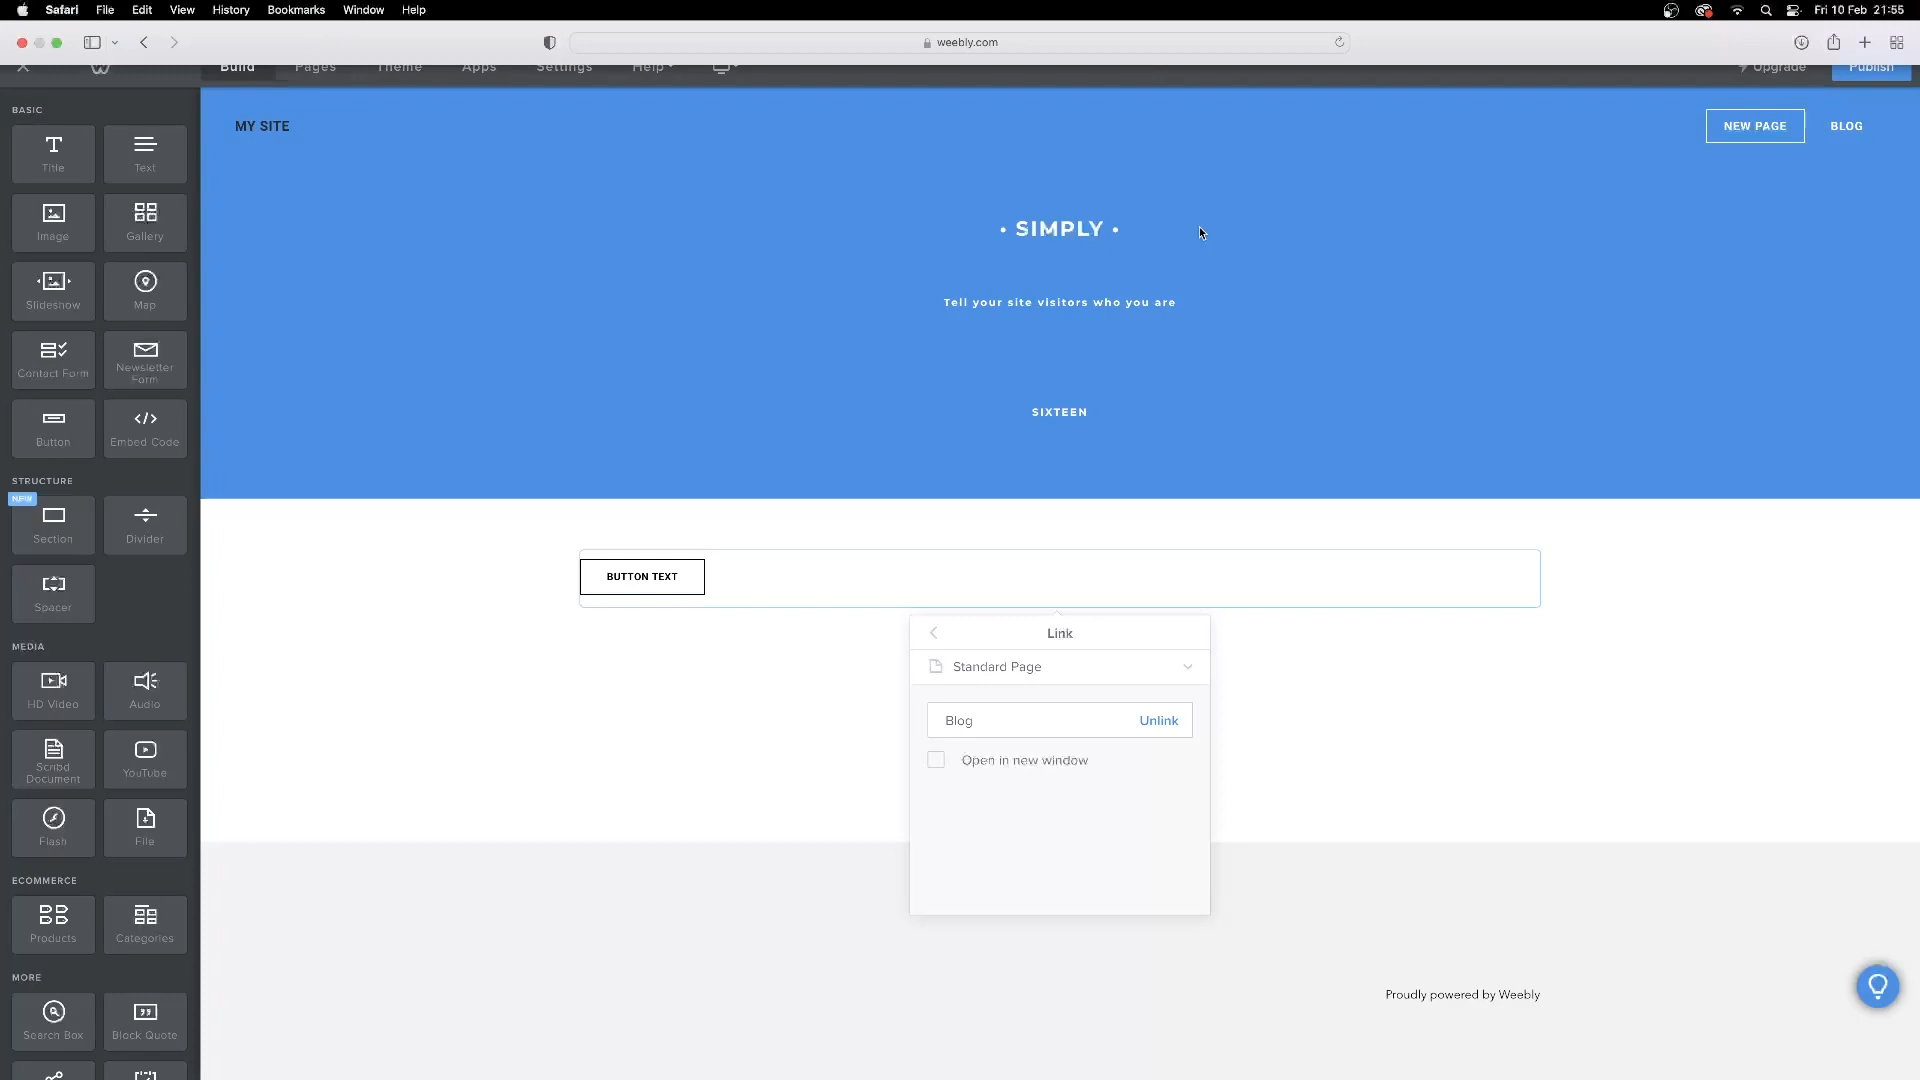 Safari File Edit View History Bookmarks Window Help Fri 10 Feb 21:55
weebly.com
Build Pages Theme Apps Settings Help Upgrade Publish
BASIC
MY SITE
NEW PAGE
BLOG
Title
Text
• SIMPLY •
Image
Gallery
Tell your site visitors who you are
Slideshow
Map
Contact Form
Newsletter
Form
SIXTEEN
Button
Embed Code
STRUCTURE
NEW
Section
Divider
BUTTON TEXT
Spacer
Link
MEDIA
Standard Page
HD Video
Audio
Blog
Unlink
Open in new window
Scribd
Document
YouTube
Flash
File
ECOMMERCE
Products
Categories
MORE
Proudly powered by Weebly
Search Box
Block Quote